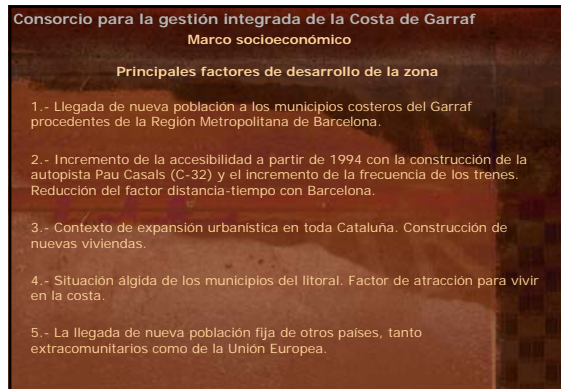 Consorcio para la gestión integrada de la Costa de Garraf
Marco socioeconómico
Principales factores de desarrollo de la zona
1.- Llegada de nueva población a los municipios costeros del Garraf
procedentes de la Región Metropolitana de Barcelona.
2.- Incremento de la accesibilidad a partir de 1994 con la construcción de la
autopista Pau Casals (C-32) y el incremento de la frecuencia de los trenes.
Reducción del factor distancia-tiempo con Barcelona.
3.- Contexto de expansión urbanística en toda Cataluña. Construcción de
nuevas viviendas.
4.- Situación álgida de los municipios del litoral. Factor de atracción para vivir
en la costa.
5.- La llegada de nueva población fija de otros países, tanto
extracomunitarios como de la Unión Europea.